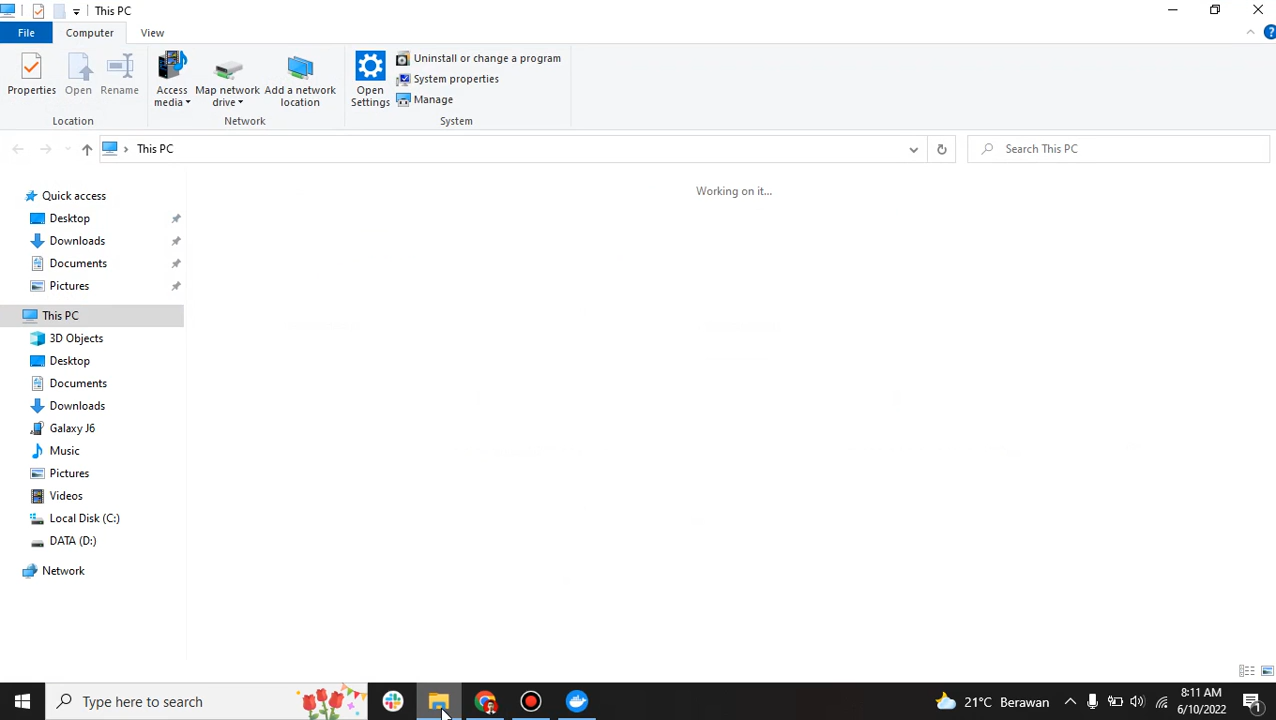 This PC
File Computer View
Properties Open Rename Access media Map network drive Add a network location Open Settings Uninstall or change a program
System properties
Manage
Location Network System
This PC Search This PC
Working on it...
Quick access
Desktop
Downloads
Documents
Pictures
This PC
3D Objects
Desktop
Documents
Downloads
Galaxy J6
Music
Pictures
Videos
Local Disk (C:)
DATA (D:)
Network
Type here to search 21°C Berawan 8:11 AM
6/10/2022 1